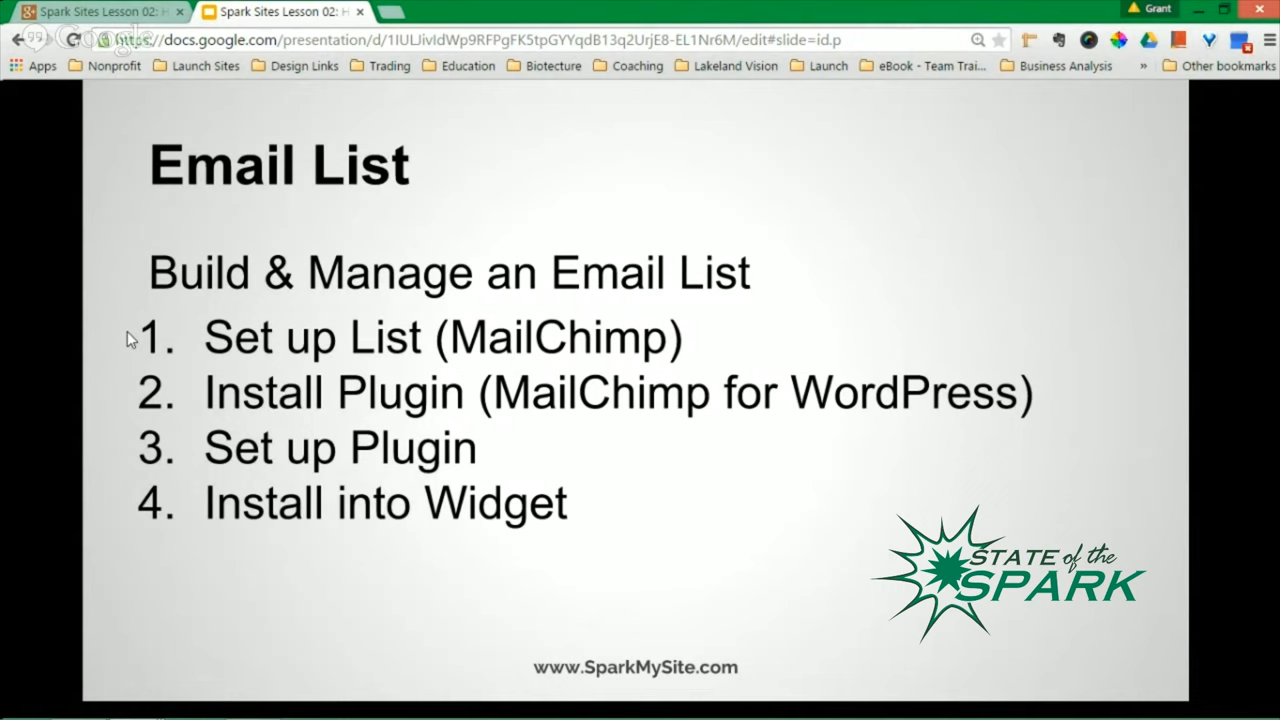 Spark Sites Lesson 02: H
Spark Sites Lesson 02: H
Grant
Google
https://docs.google.com/presentation/d/1IULJivIdWp9RFPgFK5tpGYYqdB13q2UrjE8-EL1Nr6M/edit#slide=id.p
Apps Nonprofit Launch Sites Design Links Trading Education Biotecture Coaching Lakeland Vision Launch eBook - Team Trai... Business Analysis » Other bookmarks
Email List
Build & Manage an Email List
1. Set up List (MailChimp)
2. Install Plugin (MailChimp for WordPress)
3. Set up Plugin
4. Install into Widget
STATE of the
SPARK
www.SparkMySite.com